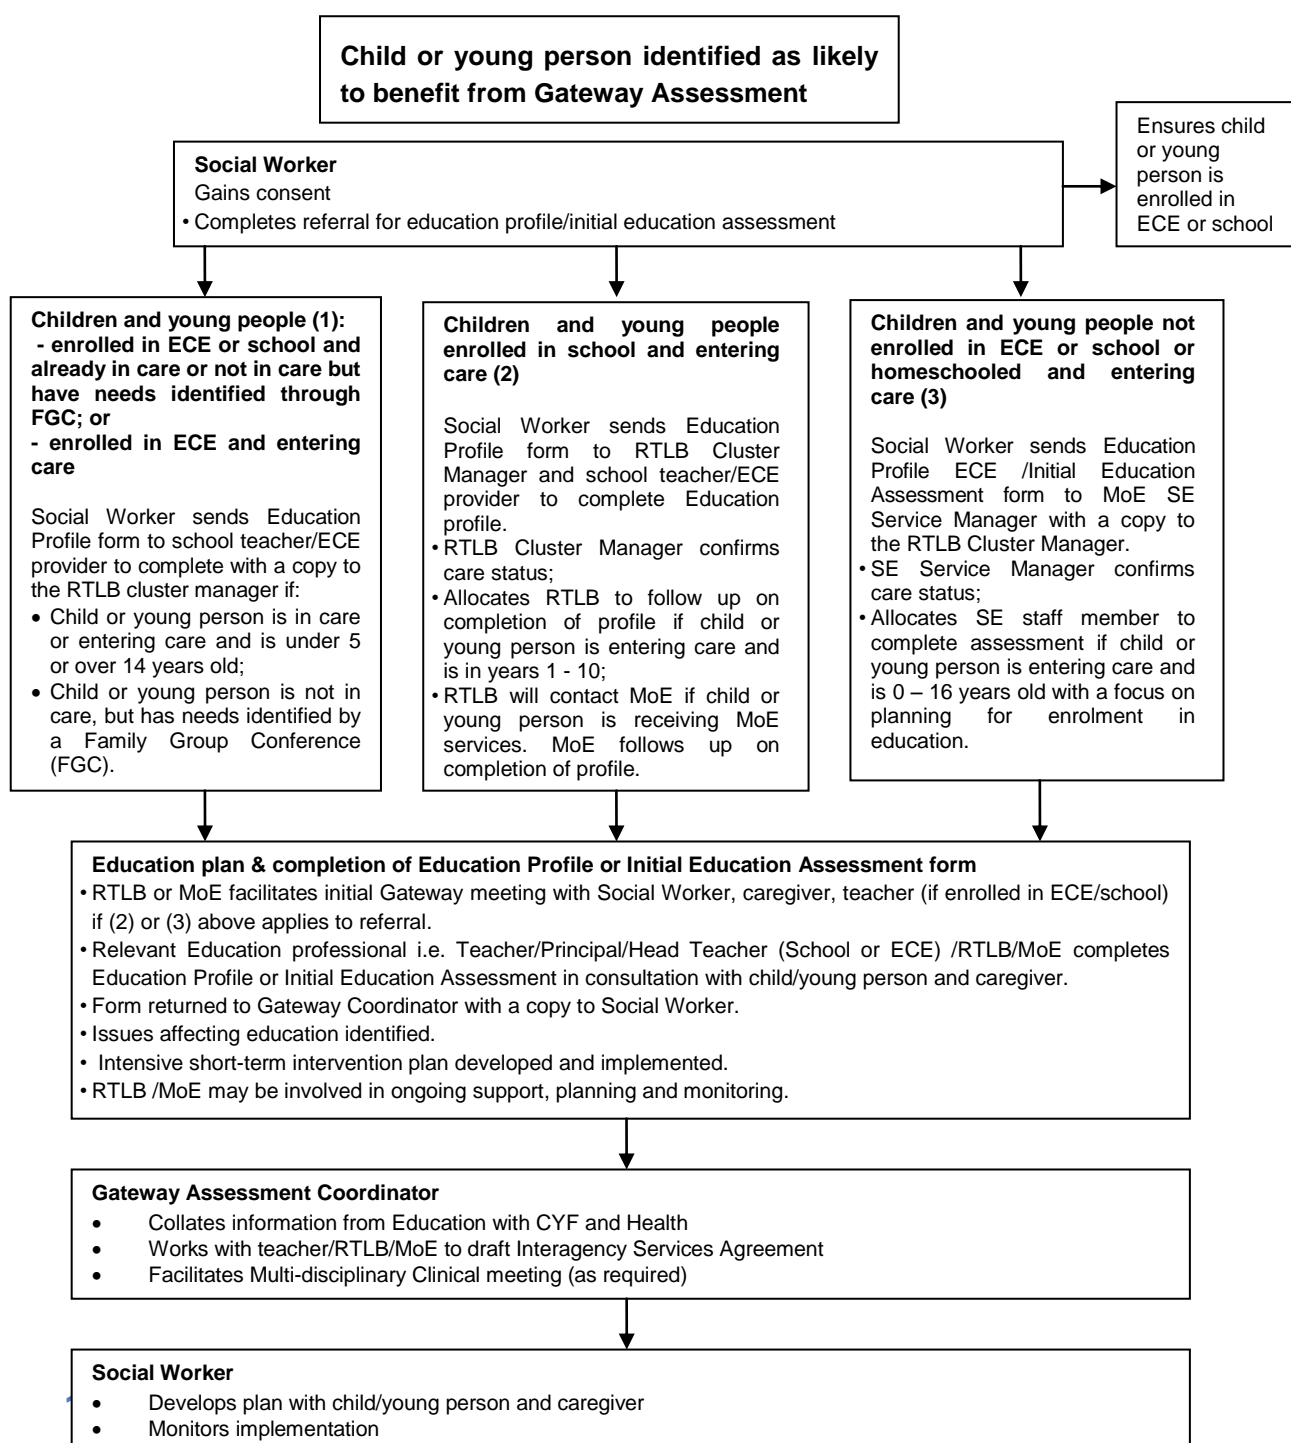 Child or young person identified as likely
to benefit from Gateway Assessment
Ensures child
or young
person is
enrolled in
ECE or school
Social Worker
Gains consent
• Completes referral for education profile/initial education assessment
Children and young people (1):
- enrolled in ECE or school and
already in care or not in care but
have needs identified through
FGC; or
- enrolled in ECE and entering
care
Social Worker sends Education
Profile form to school teacher/ECE
provider to complete with a copy to
the RTLB cluster manager if:
• Child or young person is in care
or entering care and is under 5
or over 14 years old;
• Child or young person is not in
care, but has needs identified by
a Family Group Conference
(FGC).
Children and young people
enrolled in school and entering
care (2)
Social Worker sends Education
Profile form to RTLB Cluster
Manager and school teacher/ECE
provider to complete Education
profile.
• RTLB Cluster Manager confirms
care status;
• Allocates RTLB to follow up on
completion of profile if child or
young person is entering care and
is in years 1 - 10;
• RTLB will contact MoE if child or
young person is receiving MoE
services. MoE follows up on
completion of profile.
Children and young people not
enrolled in ECE or school or
homeschooled and entering
care (3)
Social Worker sends Education
Profile ECE /Initial Education
Assessment form to MoE SE
Service Manager with a copy to
the RTLB Cluster Manager.
• SE Service Manager confirms
care status;
• Allocates SE staff member to
complete assessment if child or
young person is entering care and
is 0 – 16 years old with a focus on
planning for enrolment in
education.
Education plan & completion of Education Profile or Initial Education Assessment form
• RTLB or MoE facilitates initial Gateway meeting with Social Worker, caregiver, teacher (if enrolled in ECE/school)
if (2) or (3) above applies to referral.
• Relevant Education professional i.e. Teacher/Principal/Head Teacher (School or ECE) /RTLB/MoE completes
Education Profile or Initial Education Assessment in consultation with child/young person and caregiver.
• Form returned to Gateway Coordinator with a copy to Social Worker.
• Issues affecting education identified.
• Intensive short-term intervention plan developed and implemented.
• RTLB /MoE may be involved in ongoing support, planning and monitoring.
Gateway Assessment Coordinator
• Collates information from Education with CYF and Health
• Works with teacher/RTLB/MoE to draft Interagency Services Agreement
• Facilitates Multi-disciplinary Clinical meeting (as required)
Social Worker
• Develops plan with child/young person and caregiver
• Monitors implementation